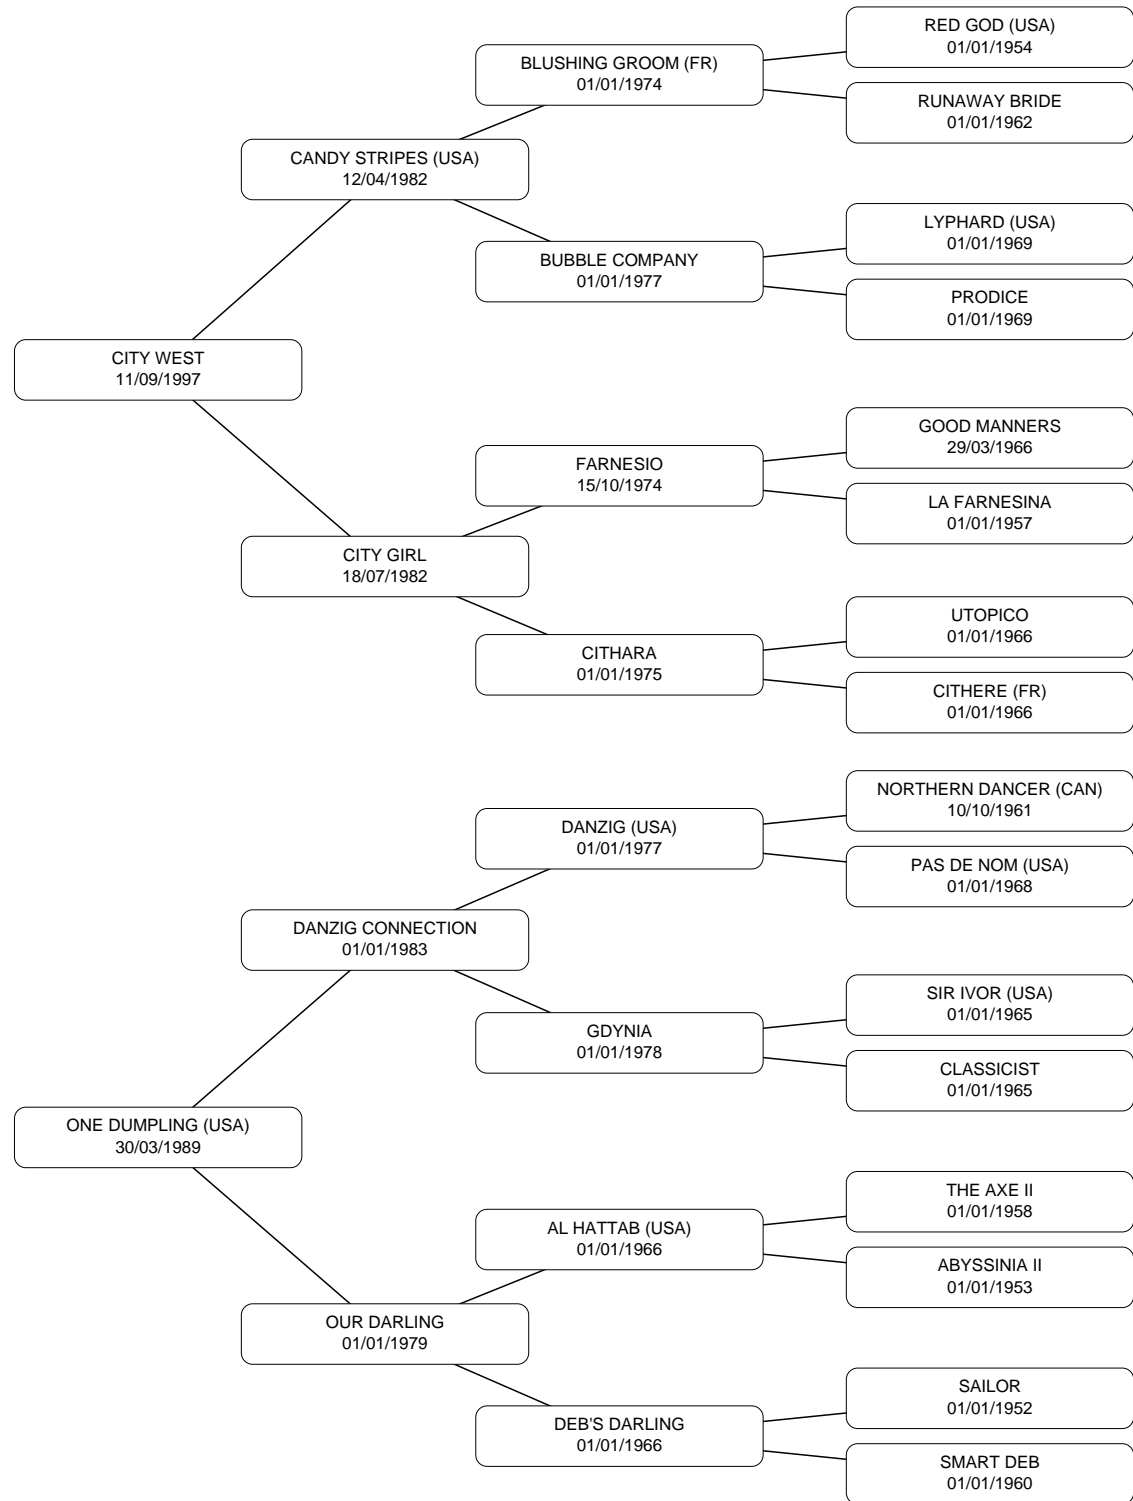 RED GOD (USA)
01/01/1954
BLUSHING GROOM (FR)
01/01/1974
RUNAWAY BRIDE
01/01/1962
CANDY STRIPES (USA)
12/04/1982
LYPHARD (USA)
01/01/1969
BUBBLE COMPANY
01/01/1977
PRODICE
01/01/1969
CITY WEST
11/09/1997
GOOD MANNERS
29/03/1966
FARNESIO
15/10/1974
LA FARNESINA
01/01/1957
CITY GIRL
18/07/1982
UTOPICO
01/01/1966
CITHARA
01/01/1975
CITHERE (FR)
01/01/1966
NORTHERN DANCER (CAN)
10/10/1961
DANZIG (USA)
01/01/1977
PAS DE NOM (USA)
01/01/1968
DANZIG CONNECTION
01/01/1983
SIR IVOR (USA)
01/01/1965
GDYNIA
01/01/1978
CLASSICIST
01/01/1965
ONE DUMPLING (USA)
30/03/1989
THE AXE II
01/01/1958
AL HATTAB (USA)
01/01/1966
ABYSSINIA II
01/01/1953
OUR DARLING
01/01/1979
SAILOR
01/01/1952
DEB'S DARLING
01/01/1966
SMART DEB
01/01/1960